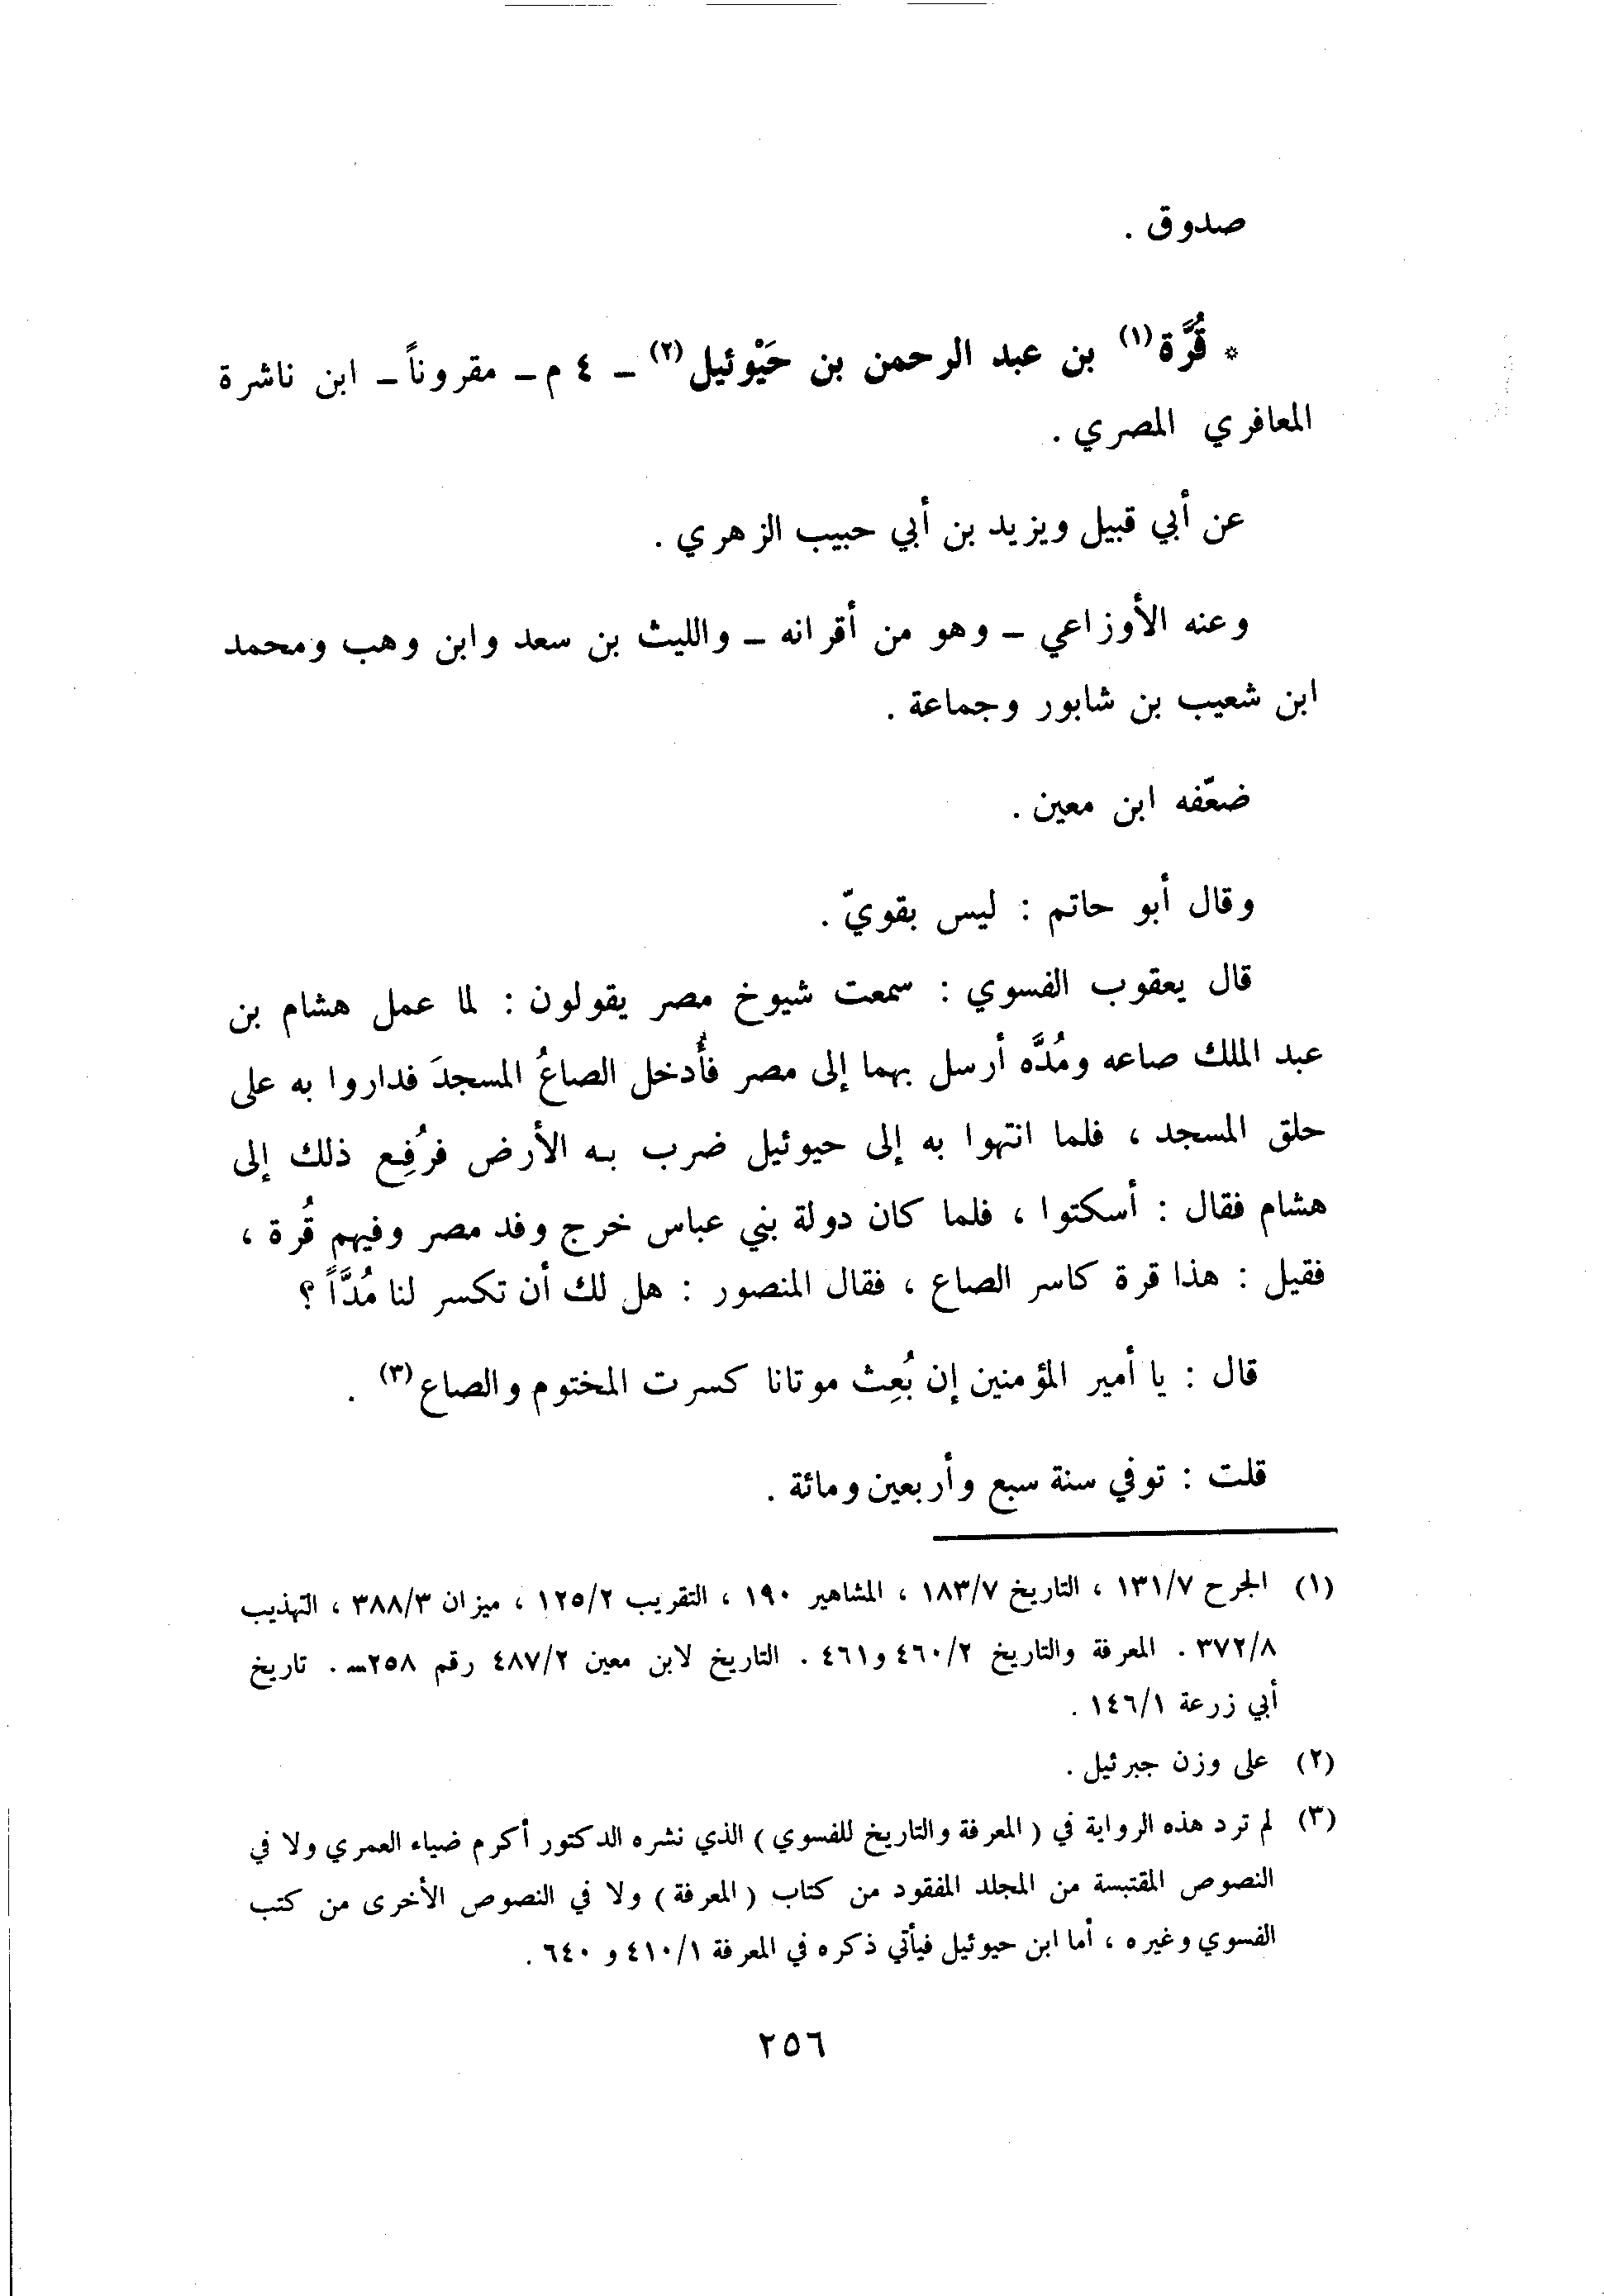 صدوق .
* قُرَّة(١) بن عبد الرحمن بن حَيْوئيل(٢) - ٤ م - مقروناً - ابن ناشرة
المعافري المصري .
عن أبي قبيل ويزيد بن أبي حبيب الزهري .
وعنه الأوزاعي - وهو من أقرانه - والليث بن سعد وابن وهب ومحمد
ابن شعيب بن شابور وجماعة .
ضعّفه ابن معين .
وقال أبو حاتم : ليس بقويّ .
قال يعقوب الفسوي : سمعت شيوخ مصر يقولون : لما عمل هشام بن
عبد الملك صاعه ومُدَّه أرسل بهما إلى مصر فأُدخل الصاعُ المسجدَ فداروا به على
حلق المسجد ، فلما انتهوا به إلى حيوئيل ضرب به الأرض فرُفِع ذلك إلى
هشام فقال : أسكتوا ، فلما كان دولة بني عباس خرج وفد مصر وفيهم قُرة ،
فقيل : هذا قرة كاسر الصاع ، فقال المنصور : هل لك أن تكسر لنا مُدَّاً ؟
قال : يا أمير المؤمنين إن بُعِث موتانا كسرت المختوم والصاع(٣) .
قلت : توفي سنة سبع وأربعين ومائة .
(١) الجرح ١٣١/٧ ، التاريخ ١٨٣/٧ ، المشاهير ١٩٠ ، التقريب ١٢٥/٢ ، ميزان ٣٨٨/٣ ، التهذيب
٣٧٢/٨ . المعرفة والتاريخ ٤٦٠/٢ و٤٦١ . التاريخ لابن معين ٤٨٧/٢ رقم ٢٥٨ . تاريخ
أبي زرعة ١٤٦/١ .
(٢) على وزن جبرئيل .
(٣) لم ترد هذه الرواية في (المعرفة والتاريخ للفسوي) الذي نشره الدكتور أكرم ضياء العمري ولا في
النصوص المقتبسة من المجلد المفقود من كتاب (المعرفة) ولا في النصوص الأخرى من كتب
الفسوي وغيره ، أما ابن حيوئيل فيأتي ذكره في المعرفة ٤١٠/١ و ٦٤٠ .
٢٥٦